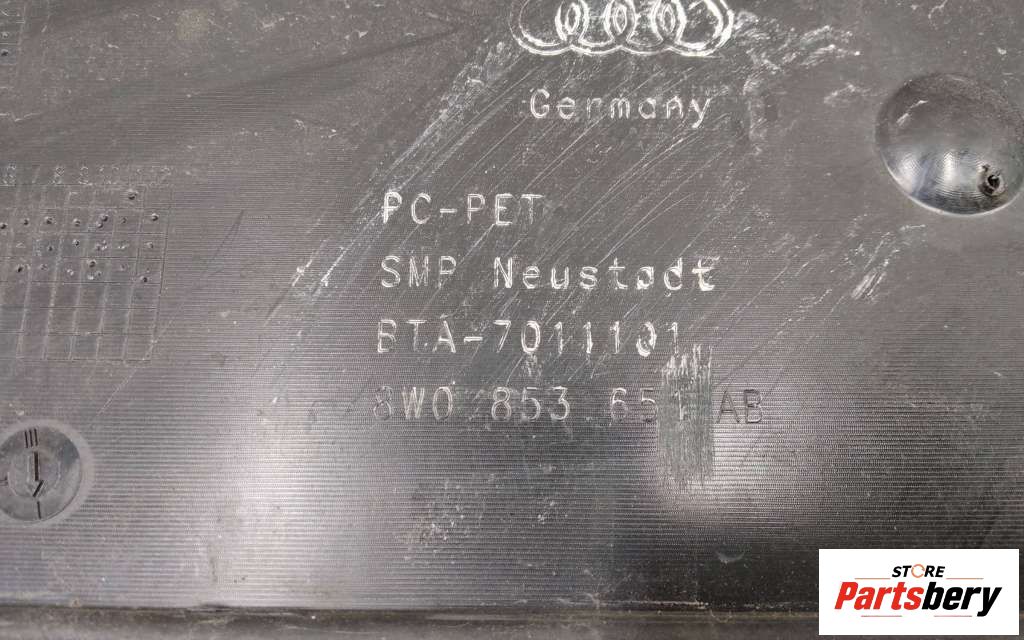 Germany
PC-PET
SMP Neustadt
BTA-7011101
8W0 853 651 AB
STORE
Partsbery